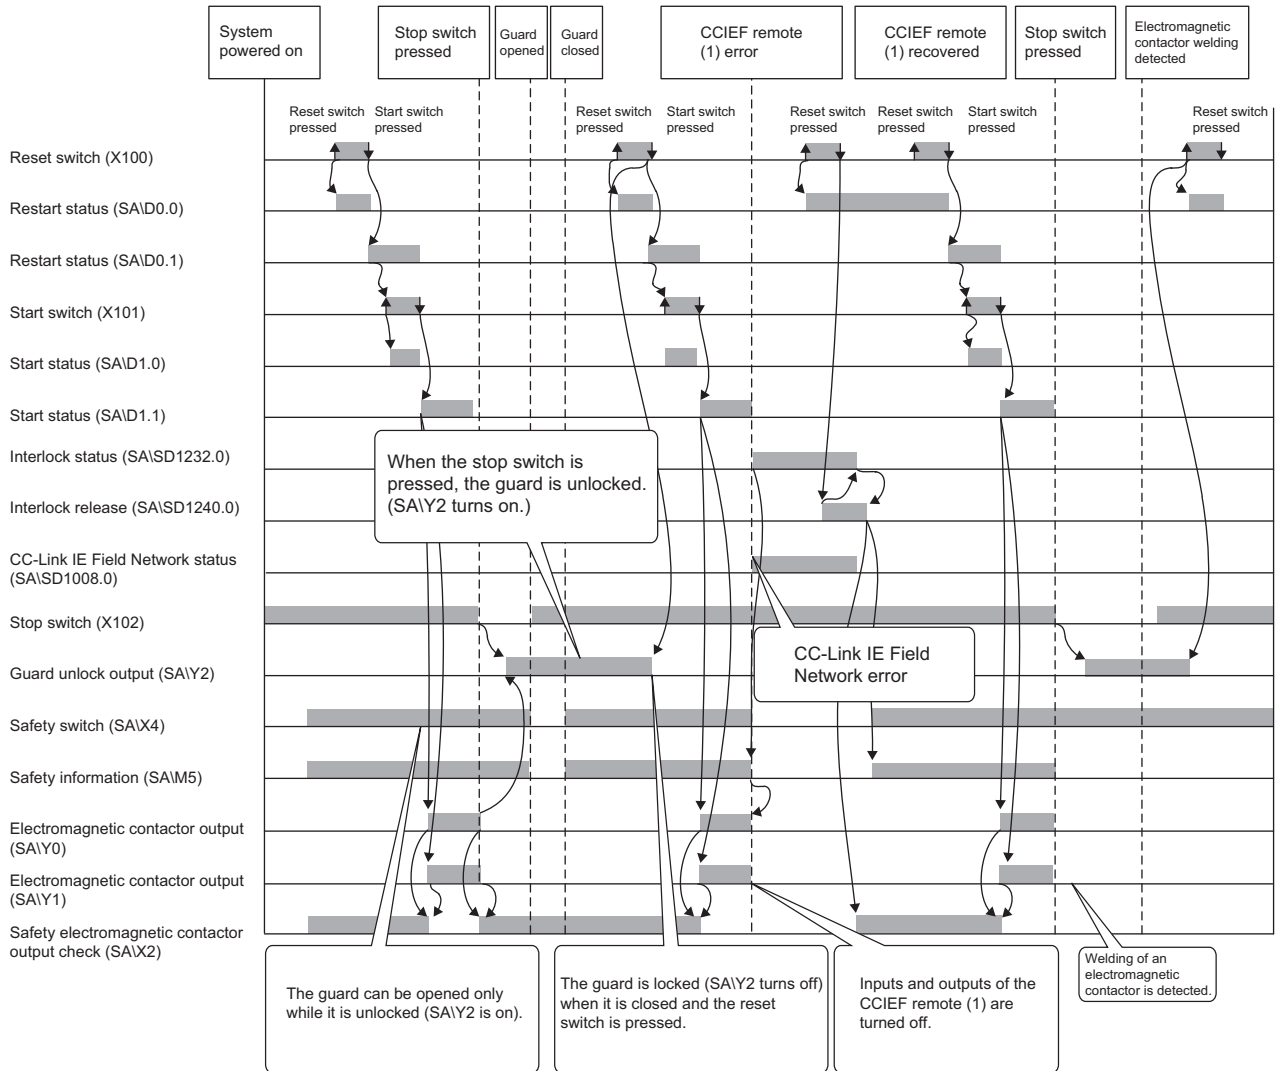 System
powered on
Stop switch
pressed
Guard
opened
Guard
closed
CCIEF remote
(1) error
CCIEF remote
(1) recovered
Stop switch
pressed
Electromagnetic
contactor welding
detected
Reset switch
pressed
Start switch
pressed
Reset switch
pressed
Start switch
pressed
Reset switch
pressed
Reset switch
pressed
Start switch
pressed
Reset switch
pressed
Reset switch (X100)
Restart status (SA\D0.0)
Restart status (SA\D0.1)
Start switch (X101)
Start status (SA\D1.0)
Start status (SA\D1.1)
Interlock status (SA\SD1232.0)
When the stop switch is
pressed, the guard is unlocked.
(SA\Y2 turns on.)
Interlock release (SA\SD1240.0)
CC-Link IE Field Network status
(SA\SD1008.0)
Stop switch (X102)
CC-Link IE Field
Network error
Guard unlock output (SA\Y2)
Safety switch (SA\X4)
Safety information (SA\M5)
Electromagnetic contactor output
(SA\Y0)
Electromagnetic contactor output
(SA\Y1)
Safety electromagnetic contactor
output check (SA\X2)
The guard can be opened only
while it is unlocked (SA\Y2 is on).
The guard is locked (SA\Y2 turns off)
when it is closed and the reset
switch is pressed.
Inputs and outputs of the
CCIEF remote (1) are
turned off.
Welding of an
electromagnetic
contactor is detected.